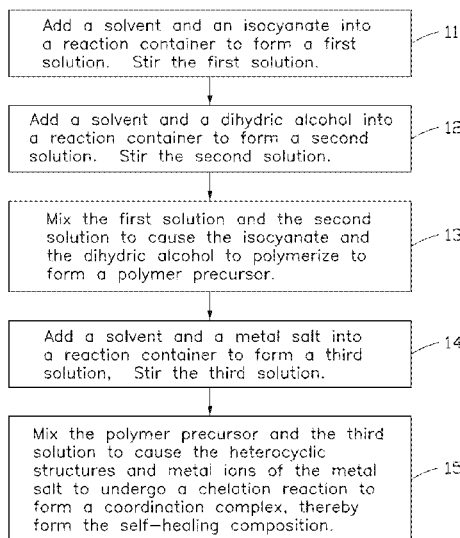 Add a solvent and an isocyanate into
a reaction container to form a first
solution. Stir the first solution.
11
Add a solvent and a dihydric alcohol into
a reaction container to form a second
solution. Stir the second solution.
12
Mix the first solution and the second
solution to cause the isocyanate and
the dihydric alcohol to polymerize to
form a polymer precursor.
13
Add a solvent and a metal salt into
a reaction container to form a third
solution. Stir the third solution.
14
Mix the polymer precursor and the third
solution to cause the heterocyclic
structures and metal ions of the metal
salt to undergo a chelation reaction to
form a coordination complex, thereby
form the self-healing composition.
15